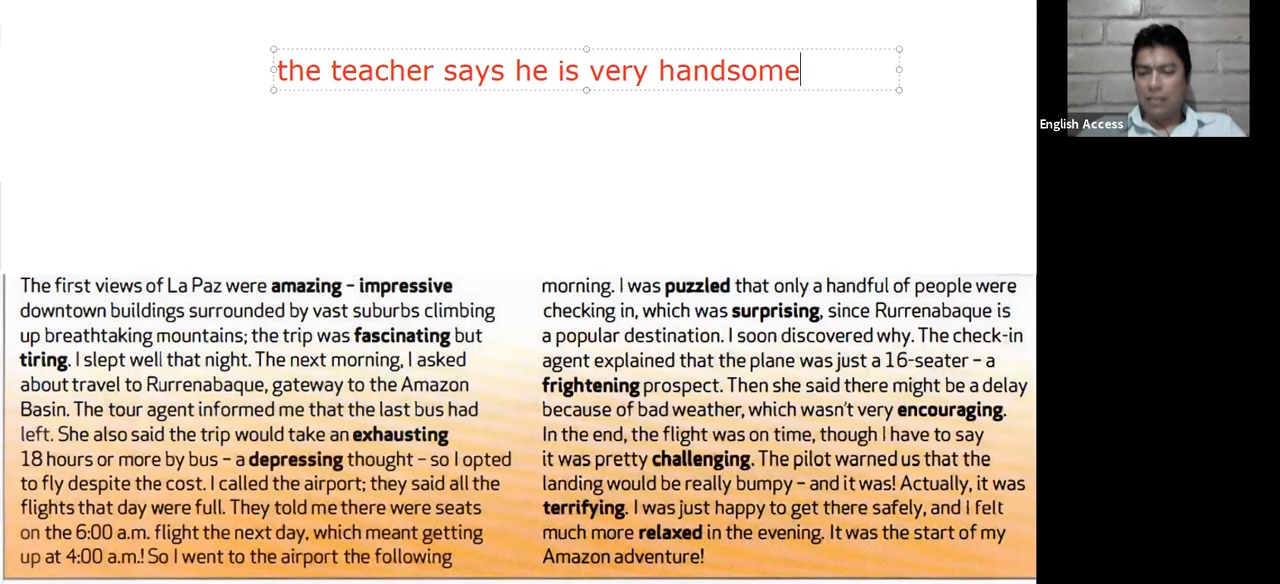 the teacher says he is very handsome
English Access
The first views of La Paz were amazing – impressive
downtown buildings surrounded by vast suburbs climbing
up breathtaking mountains; the trip was fascinating but
tiring. I slept well that night. The next morning, I asked
about travel to Rurrenabaque, gateway to the Amazon
Basin. The tour agent informed me that the last bus had
left. She also said the trip would take an exhausting
18 hours or more by bus – a depressing thought – so I opted
to fly despite the cost. I called the airport; they said all the
flights that day were full. They told me there were seats
on the 6:00 a.m. flight the next day, which meant getting
up at 4:00 a.m.! So I went to the airport the following
morning. I was puzzled that only a handful of people were
checking in, which was surprising, since Rurrenabaque is
a popular destination. I soon discovered why. The check-in
agent explained that the plane was just a 16-seater – a
frightening prospect. Then she said there might be a delay
because of bad weather, which wasn't very encouraging.
In the end, the flight was on time, though I have to say
it was pretty challenging. The pilot warned us that the
landing would be really bumpy – and it was! Actually, it was
terrifying. I was just happy to get there safely, and I felt
much more relaxed in the evening. It was the start of my
Amazon adventure!